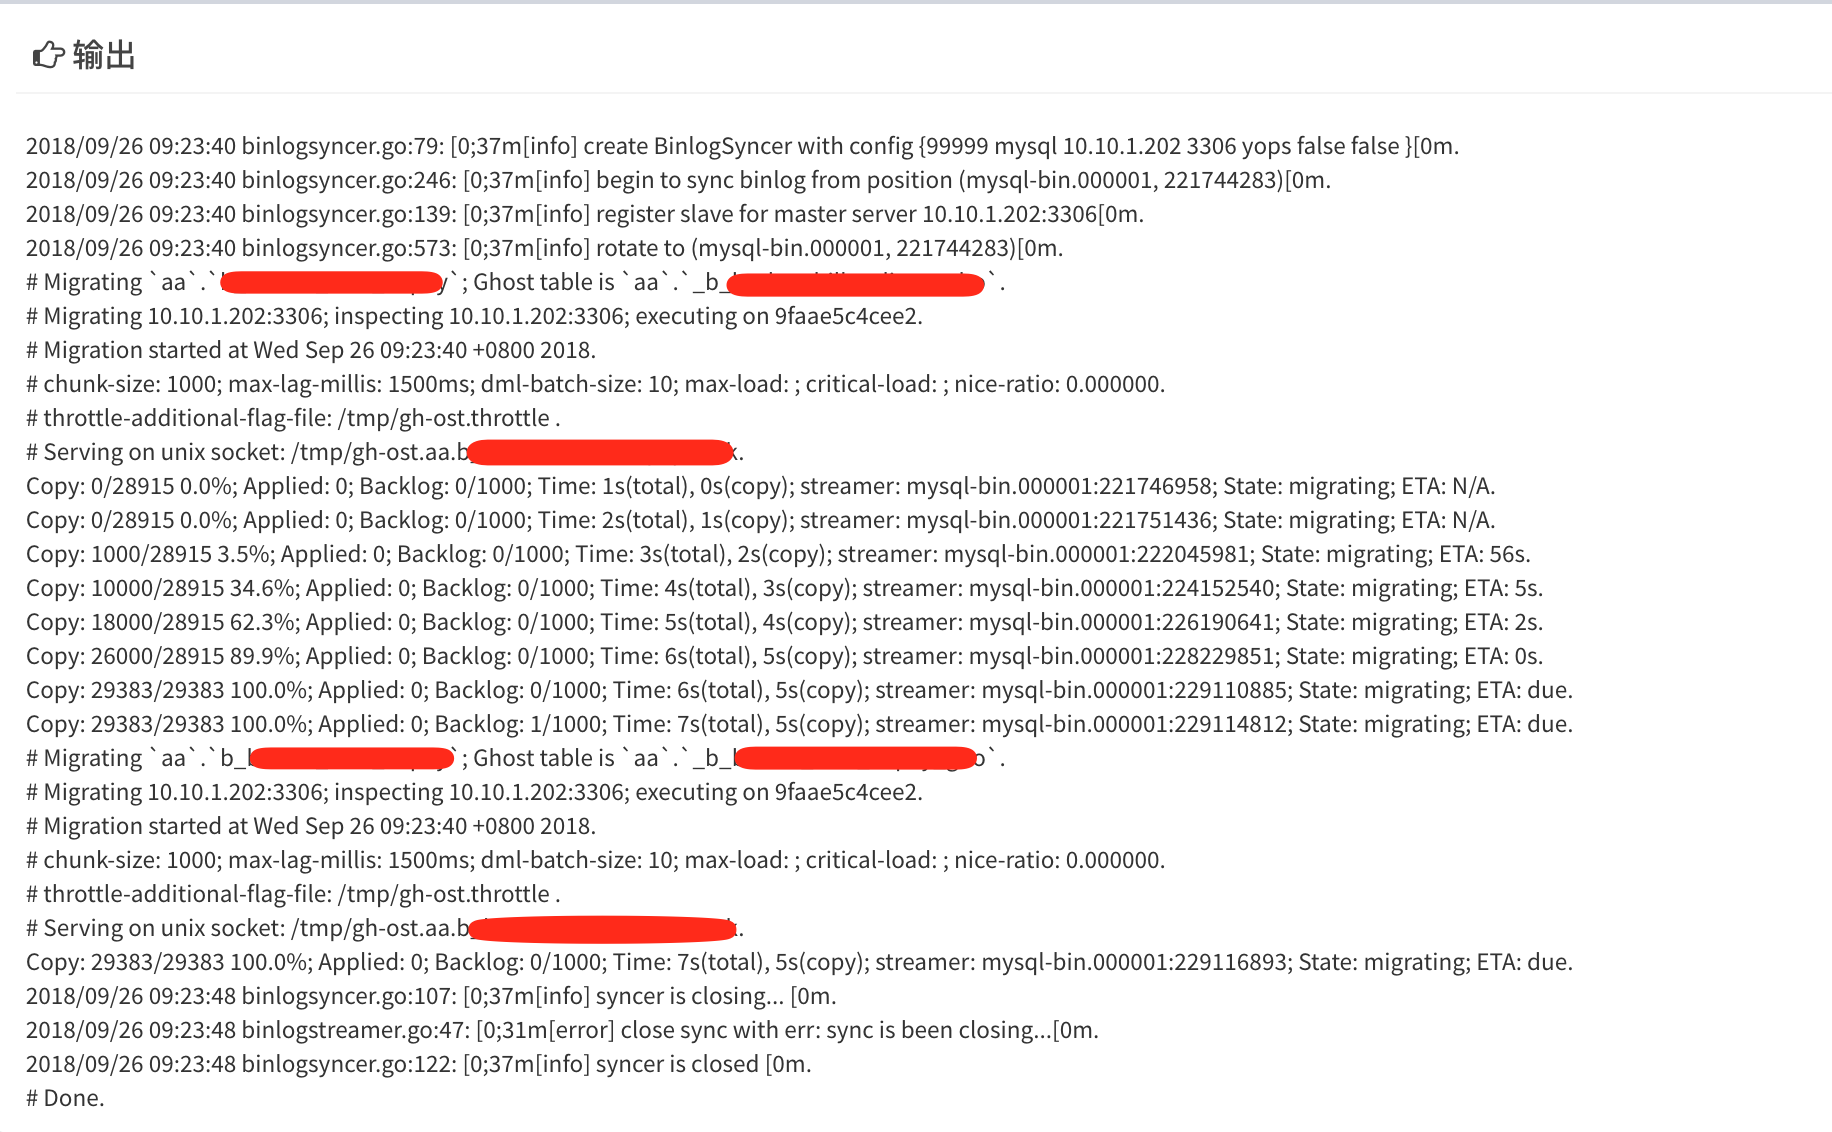 输出
2018/09/26 09:23:40 binlogsyncer.go:79: [0;37m[info] create BinlogSyncer with config {99999 mysql 10.10.1.202 3306 yops false false }[0m.
2018/09/26 09:23:40 binlogsyncer.go:246: [0;37m[info] begin to sync binlog from position (mysql-bin.000001, 221744283)[0m.
2018/09/26 09:23:40 binlogsyncer.go:139: [0;37m[info] register slave for master server 10.10.1.202:3306[0m.
2018/09/26 09:23:40 binlogsyncer.go:573: [0;37m[info] rotate to (mysql-bin.000001, 221744283)[0m.
# Migrating `aa`.` y`; Ghost table is `aa`.`_b_ `.
# Migrating 10.10.1.202:3306; inspecting 10.10.1.202:3306; executing on 9faae5c4cee2.
# Migration started at Wed Sep 26 09:23:40 +0800 2018.
# chunk-size: 1000; max-lag-millis: 1500ms; dml-batch-size: 10; max-load: ; critical-load: ; nice-ratio: 0.000000.
# throttle-additional-flag-file: /tmp/gh-ost.throttle .
# Serving on unix socket: /tmp/gh-ost.aa.b .
Copy: 0/28915 0.0%; Applied: 0; Backlog: 0/1000; Time: 1s(total), 0s(copy); streamer: mysql-bin.000001:221746958; State: migrating; ETA: N/A.
Copy: 0/28915 0.0%; Applied: 0; Backlog: 0/1000; Time: 2s(total), 1s(copy); streamer: mysql-bin.000001:221751436; State: migrating; ETA: N/A.
Copy: 1000/28915 3.5%; Applied: 0; Backlog: 0/1000; Time: 3s(total), 2s(copy); streamer: mysql-bin.000001:222045981; State: migrating; ETA: 56s.
Copy: 10000/28915 34.6%; Applied: 0; Backlog: 0/1000; Time: 4s(total), 3s(copy); streamer: mysql-bin.000001:224152540; State: migrating; ETA: 5s.
Copy: 18000/28915 62.3%; Applied: 0; Backlog: 0/1000; Time: 5s(total), 4s(copy); streamer: mysql-bin.000001:226190641; State: migrating; ETA: 2s.
Copy: 26000/28915 89.9%; Applied: 0; Backlog: 0/1000; Time: 6s(total), 5s(copy); streamer: mysql-bin.000001:228229851; State: migrating; ETA: 0s.
Copy: 29383/29383 100.0%; Applied: 0; Backlog: 0/1000; Time: 6s(total), 5s(copy); streamer: mysql-bin.000001:229110885; State: migrating; ETA: due.
Copy: 29383/29383 100.0%; Applied: 0; Backlog: 1/1000; Time: 7s(total), 5s(copy); streamer: mysql-bin.000001:229114812; State: migrating; ETA: due.
# Migrating `aa`.`b_ `; Ghost table is `aa`.`_b_ o`.
# Migrating 10.10.1.202:3306; inspecting 10.10.1.202:3306; executing on 9faae5c4cee2.
# Migration started at Wed Sep 26 09:23:40 +0800 2018.
# chunk-size: 1000; max-lag-millis: 1500ms; dml-batch-size: 10; max-load: ; critical-load: ; nice-ratio: 0.000000.
# throttle-additional-flag-file: /tmp/gh-ost.throttle .
# Serving on unix socket: /tmp/gh-ost.aa.b .
Copy: 29383/29383 100.0%; Applied: 0; Backlog: 0/1000; Time: 7s(total), 5s(copy); streamer: mysql-bin.000001:229116893; State: migrating; ETA: due.
2018/09/26 09:23:48 binlogsyncer.go:107: [0;37m[info] syncer is closing... [0m.
2018/09/26 09:23:48 binlogstreamer.go:47: [0;31m[error] close sync with err: sync is been closing...[0m.
2018/09/26 09:23:48 binlogsyncer.go:122: [0;37m[info] syncer is closed [0m.
# Done.